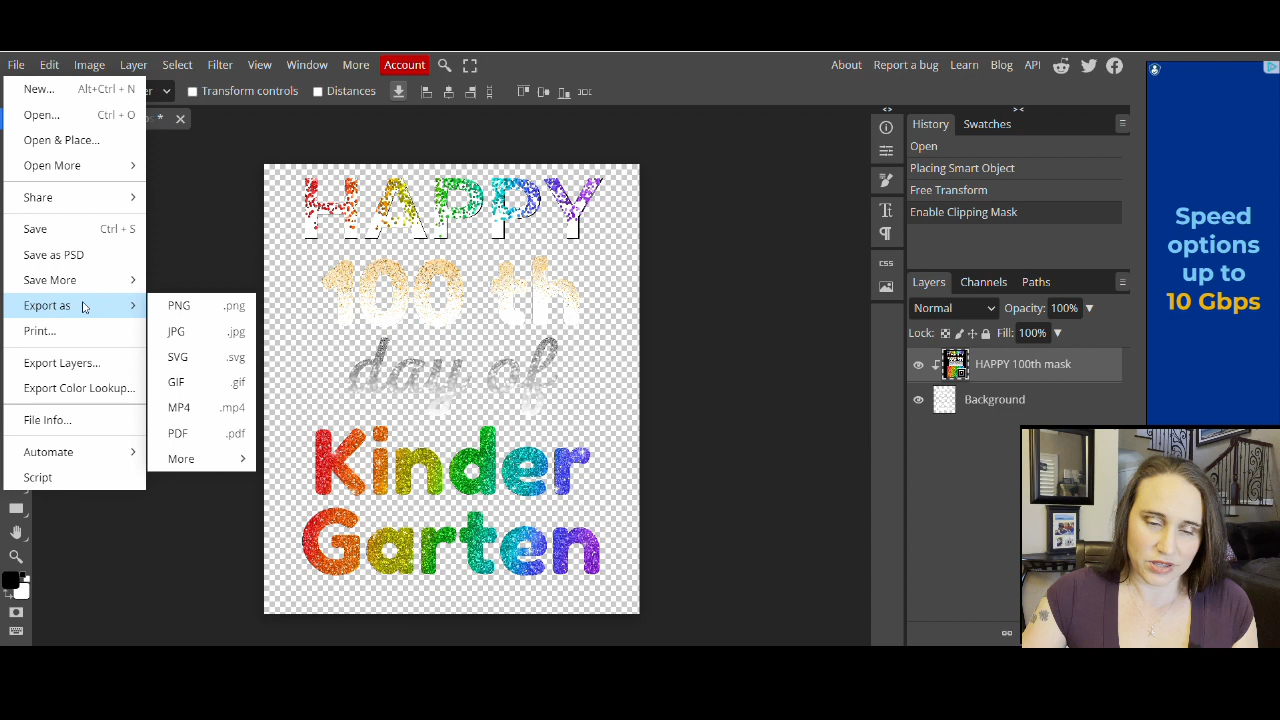 File Edit Image Layer Select Filter View Window More Account About Report a bug Learn Blog API
er Transform controls Distances
New... Alt+Ctrl + N
Open... Ctrl + O
Open & Place...
Open More
Share
Save Ctrl + S
Save as PSD
Save More
Export as
Print...
Export Layers...
Export Color Lookup...
File Info...
Automate
Script
PNG .png
JPG .jpg
SVG .svg
GIF .gif
MP4 .mp4
PDF .pdf
More
HAPPY
100 th
day of
Kinder
Garten
CSS
History Swatches
Open
Placing Smart Object
Free Transform
Enable Clipping Mask
Layers Channels Paths
Normal Opacity: 100%
Lock: Fill: 100%
HAPPY 100th mask
Background
Speed
options
up to
10 Gbps